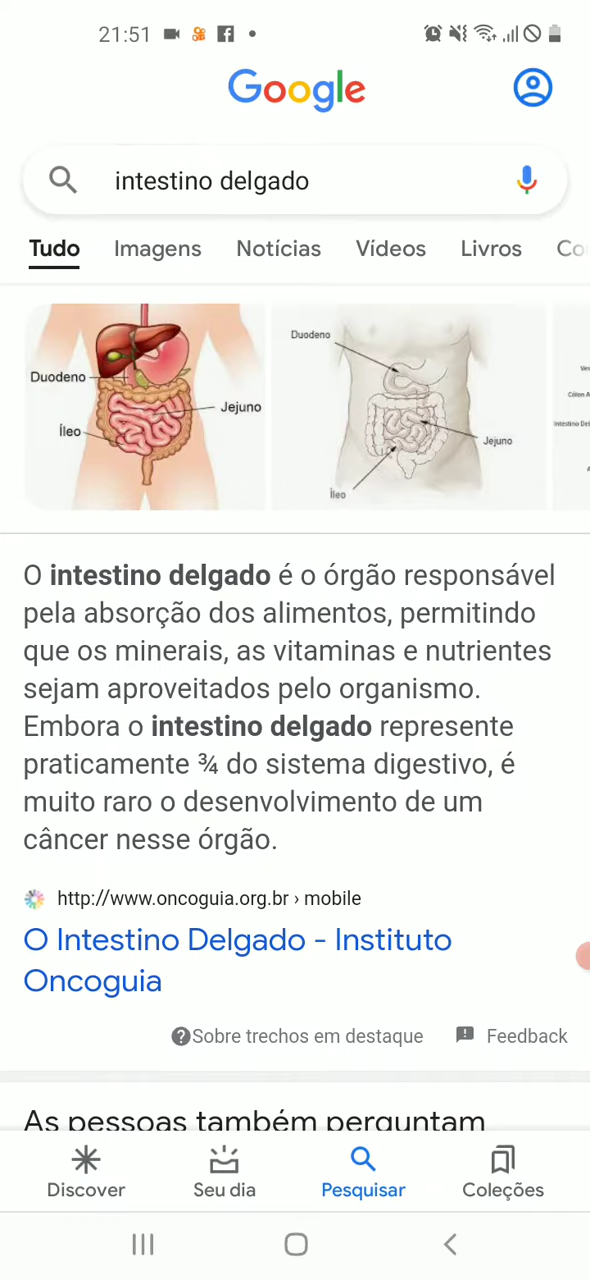 21:51
Google
intestino delgado
Tudo Imagens Notícias Vídeos Livros Co
Duodeno
Jejuno
Íleo
Duodeno
Jejuno
Íleo
Cólon A
Intestino Del
O intestino delgado é o órgão responsável
pela absorção dos alimentos, permitindo
que os minerais, as vitaminas e nutrientes
sejam aproveitados pelo organismo.
Embora o intestino delgado represente
praticamente ¾ do sistema digestivo, é
muito raro o desenvolvimento de um
câncer nesse órgão.
http://www.oncoguia.org.br › mobile
O Intestino Delgado - Instituto
Oncoguia
Sobre trechos em destaque Feedback
As pessoas também perguntam
Discover Seu dia Pesquisar Coleções